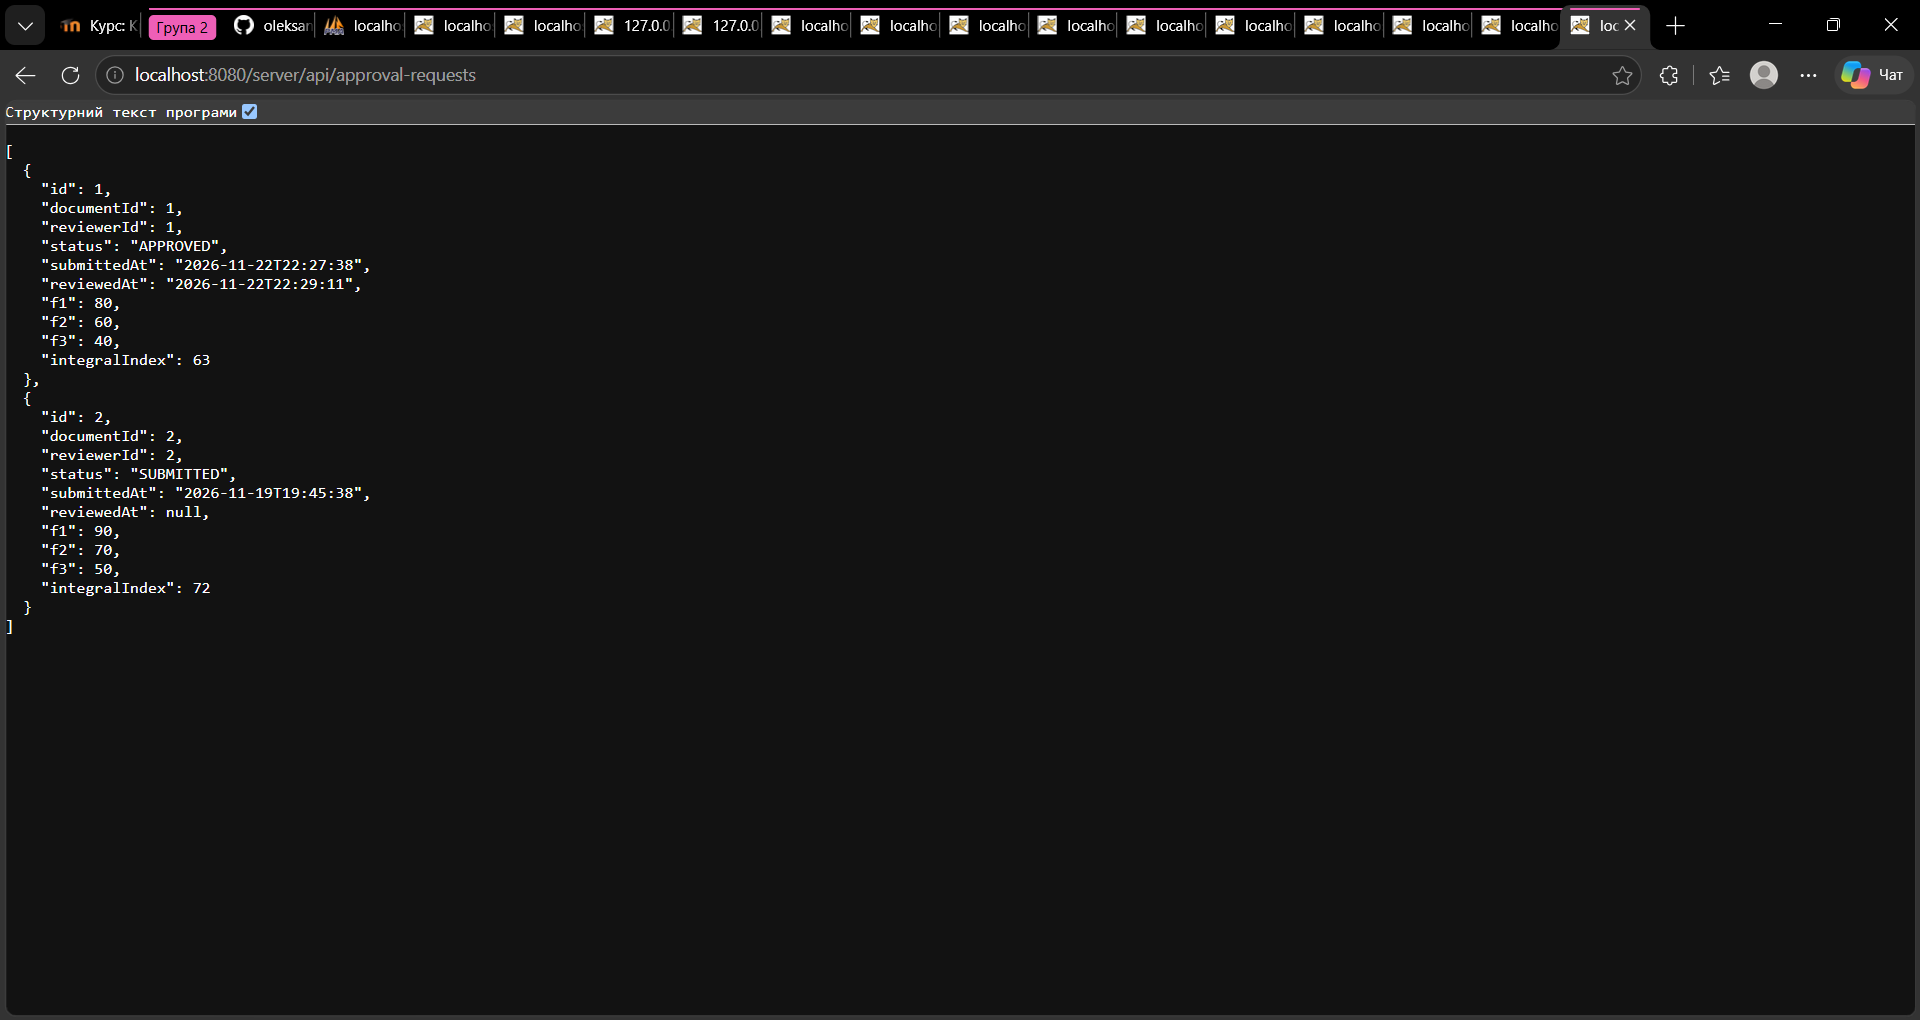 Курс: К
Група 2
oleksan
localho
localho
localho
127.0.0
127.0.0
localho
localho
localho
localho
localho
localho
localho
localho
localho
loc
localhost:8080/server/api/approval-requests
Чат
Структурний текст програми
[
  {
    "id": 1,
    "documentId": 1,
    "reviewerId": 1,
    "status": "APPROVED",
    "submittedAt": "2026-11-22T22:27:38",
    "reviewedAt": "2026-11-22T22:29:11",
    "f1": 80,
    "f2": 60,
    "f3": 40,
    "integralIndex": 63
  },
  {
    "id": 2,
    "documentId": 2,
    "reviewerId": 2,
    "status": "SUBMITTED",
    "submittedAt": "2026-11-19T19:45:38",
    "reviewedAt": null,
    "f1": 90,
    "f2": 70,
    "f3": 50,
    "integralIndex": 72
  }
]